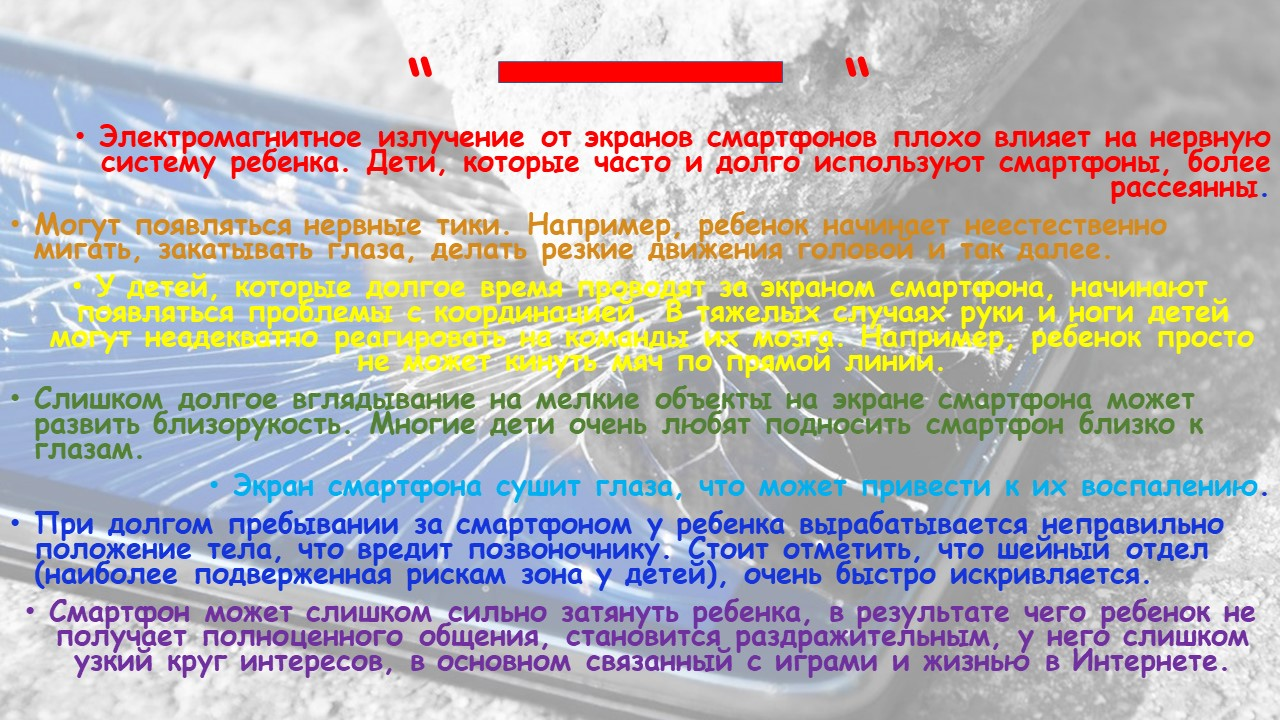 "        "
• Электромагнитное излучение от экранов смартфонов плохо влияет на нервную
систему ребенка. Дети, которые часто и долго используют смартфоны, более
рассеянны.
• Могут появляться нервные тики. Например, ребенок начинает неестественно
мигать, закатывать глаза, делать резкие движения головой и так далее.
• У детей, которые долгое время проводят за экраном смартфона, начинают
появляться проблемы с координацией. В тяжелых случаях руки и ноги детей
могут неадекватно реагировать на команды их мозга. Например, ребенок просто
не может кинуть мяч по прямой линии.
• Слишком долгое вглядывание на мелкие объекты на экране смартфона может
развить близорукость. Многие дети очень любят подносить смартфон близко к
глазам.
• Экран смартфона сушит глаза, что может привести к их воспалению.
• При долгом пребывании за смартфоном у ребенка вырабатывается неправильно
положение тела, что вредит позвоночнику. Стоит отметить, что шейный отдел
(наиболее подверженная рискам зона у детей), очень быстро искривляется.
• Смартфон может слишком сильно затянуть ребенка, в результате чего ребенок не
получает полноценного общения, становится раздражительным, у него слишком
узкий круг интересов, в основном связанный с играми и жизнью в Интернете.